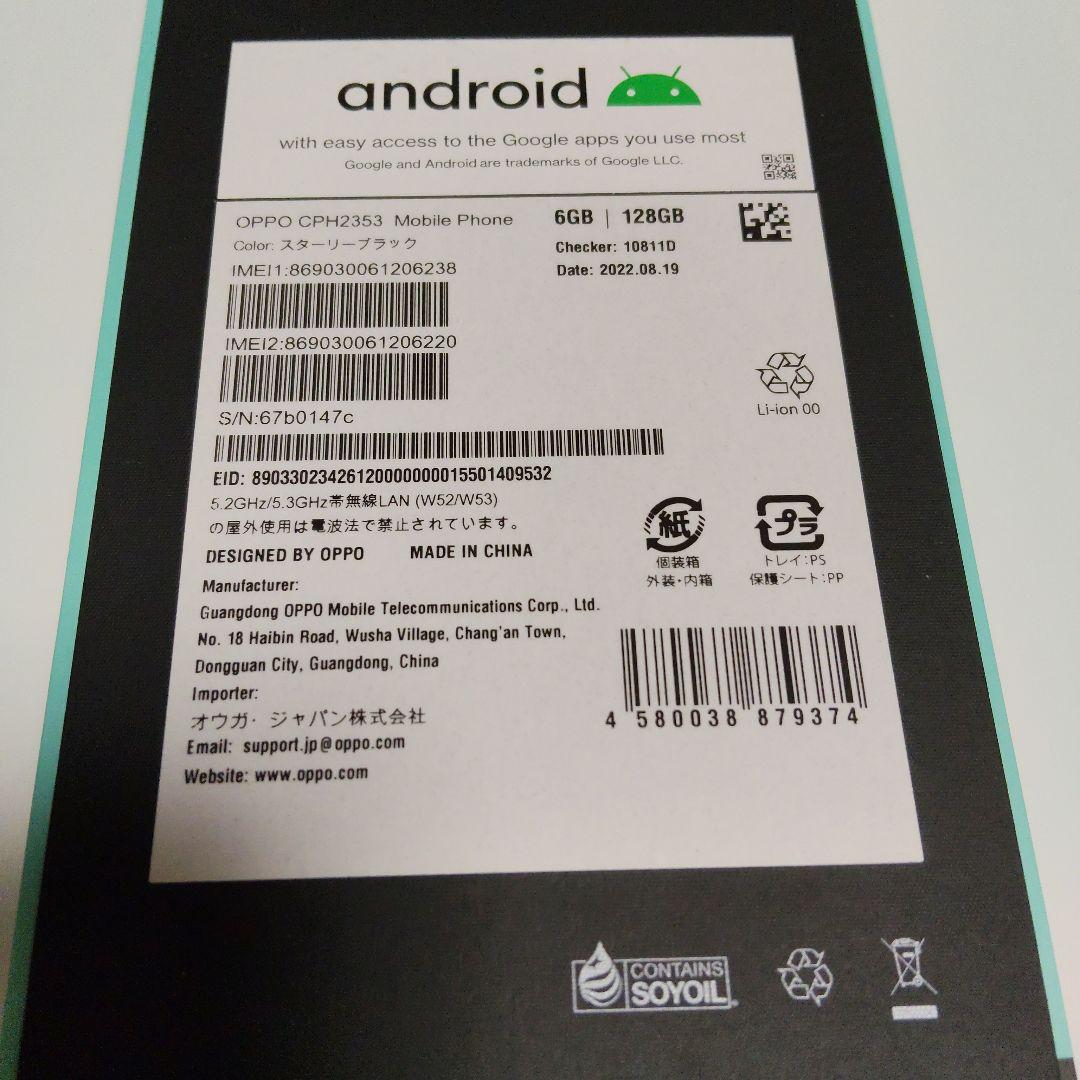 android
with easy access to the Google apps you use most
Google and Android are trademarks of Google LLC.
OPPO CPH2353 Mobile Phone
6GB | 128GB
Color: スターリーブラック
Checker: 10811D
IMEI1:869030061206238
Date: 2022.08.19
IMEI2:869030061206220
Li-ion 00
S/N:67b0147c
EID: 89033023426120000000015501409532
5.2GHz/5.3GHz帯無線LAN (W52/W53)
の屋外使用は電波法で禁止されています。
紙
個装箱
外装・内箱
プラ
トレイ:PS
保護シート:PP
DESIGNED BY OPPO MADE IN CHINA
Manufacturer:
Guangdong OPPO Mobile Telecommunications Corp., Ltd.
No. 18 Haibin Road, Wusha Village, Chang'an Town,
Dongguan City, Guangdong, China
Importer:
オウガ・ジャパン株式会社
Email: support.jp@oppo.com
Website: www.oppo.com
4 580038 879374
CONTAINS
SOYOIL